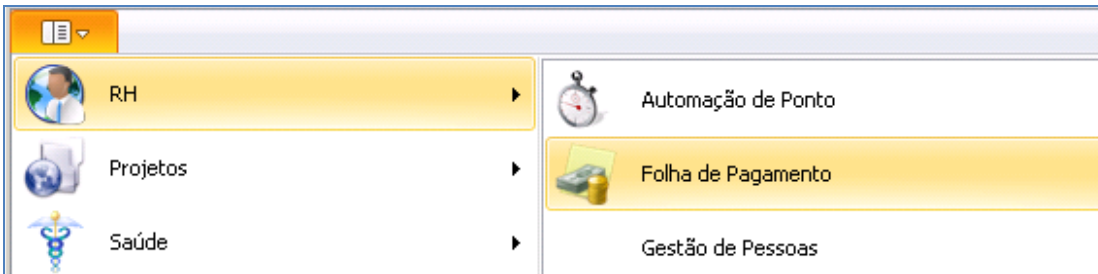 RH
Projetos
Saúde
Automação de Ponto
Folha de Pagamento
Gestão de Pessoas